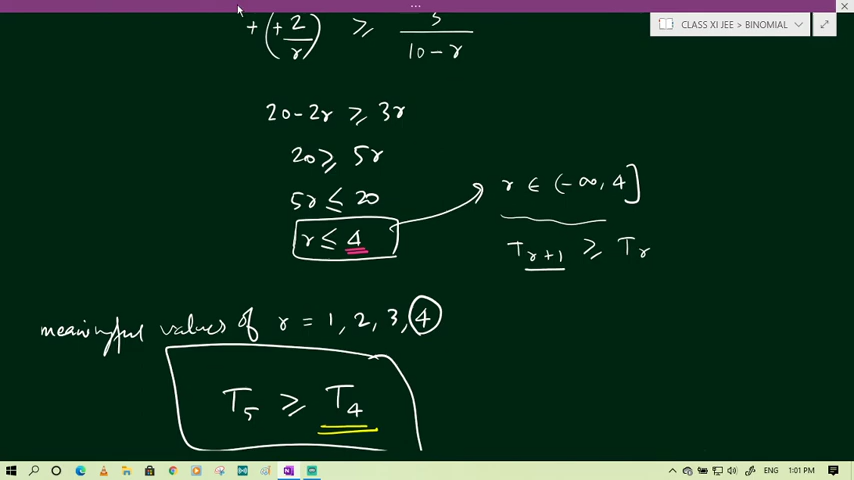 CLASS XI JEE > BINOMIAL
+ (+2/r) ≥ 3/(10-r)
20-2r ≥ 3r
20 ≥ 5r
5r ≤ 20
r ≤ 4
r ∈ (-∞, 4]
T_{r+1} ≥ T_r
meaningful values of r = 1, 2, 3, 4
T_5 ≥ T_4
ENG 1:01 PM